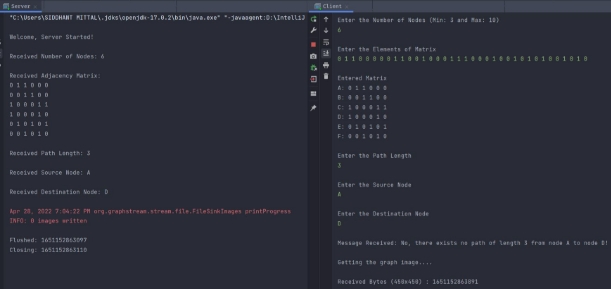 Server
"C:\Users\SIDDHANT MITTAL\.jdks\openjdk-17.0.2\bin\java.exe" "-javaagent:D:\IntelliJ
Welcome, Server Started!
Received Number of Nodes: 6
Received Adjacency Matrix:
0 1 1 0 0 0
0 0 1 1 0 0
1 0 0 0 1 1
1 0 0 0 1 0
0 1 0 1 0 1
0 0 1 0 1 0
Received Path Length: 3
Received Source Node: A
Received Destination Node: D
Apr 28, 2022 7:04:22 PM org.graphstream.stream.file.FileSinkImages printProgress
INFO: 0 images written
Flushed: 1651152863097
Closing: 1651152863110
Client
Enter the Number of Nodes (Min: 1 and Max: 10)
6
Enter the Elements of Matrix
0 1 1 0 0 0 0 0 1 1 0 0 1 0 0 0 1 1 1 0 0 0 1 0 0 1 0 1 0 1 0 0 1 0 1 0
Entered Matrix
A: 0 1 1 0 0 0
B: 0 0 1 1 0 0
C: 1 0 0 0 1 1
D: 1 0 0 0 1 0
E: 0 1 0 1 0 1
F: 0 0 1 0 1 0
Enter the Path Length
3
Enter the Source Node
A
Enter the Destination Node
D
Message Received: No, there exists no path of length 3 from node A to node D!
Getting the graph image....
Received Bytes (450x450) : 1651152863091